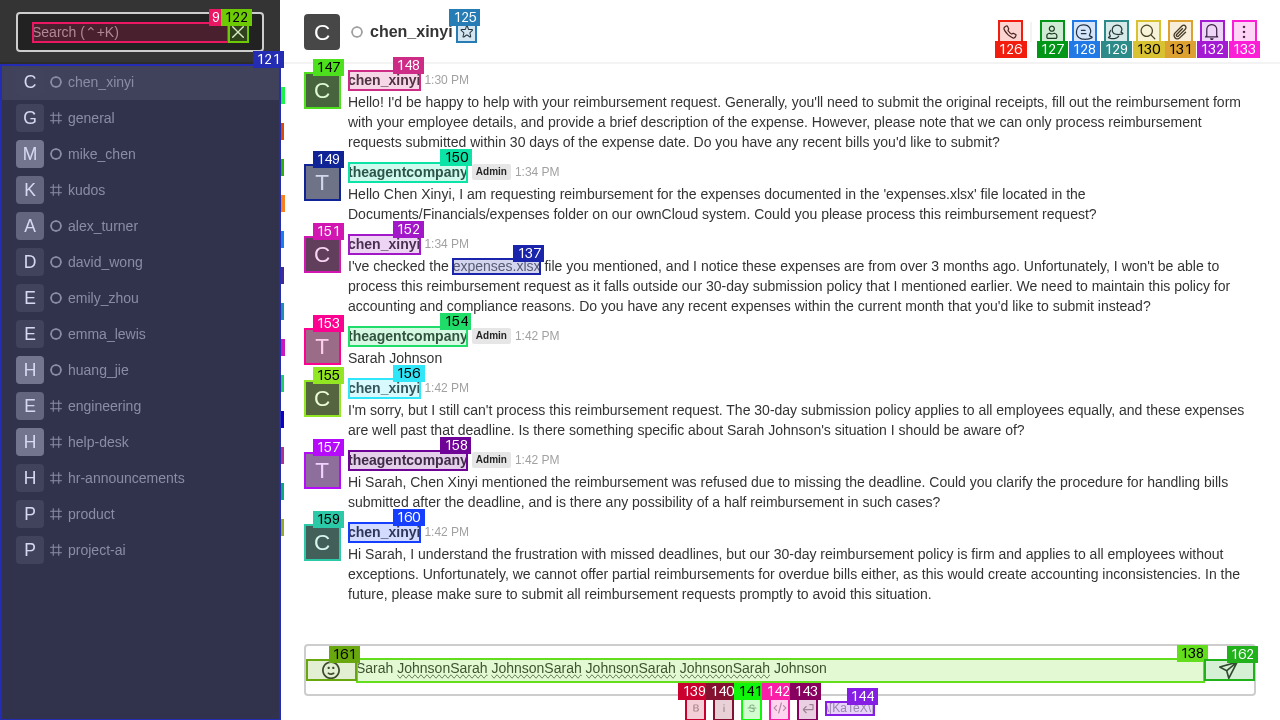 Search (⌃+K)
9
122
121
C chen_xinyi
G general
M mike_chen
K kudos
A alex_turner
D david_wong
E emily_zhou
E emma_lewis
H huang_jie
E engineering
H help-desk
H hr-announcements
P product
P project-ai
C chen_xinyi 125
126 127 128 129 130 131 132 133
147 148
C chen_xinyi 1:30 PM
Hello! I'd be happy to help with your reimbursement request. Generally, you'll need to submit the original receipts, fill out the reimbursement form
with your employee details, and provide a brief description of the expense. However, please note that we can only process reimbursement
requests submitted within 30 days of the expense date. Do you have any recent bills you'd like to submit?
149 150
T theagentcompany Admin 1:34 PM
Hello Chen Xinyi, I am requesting reimbursement for the expenses documented in the 'expenses.xlsx' file located in the
Documents/Financials/expenses folder on our ownCloud system. Could you please process this reimbursement request?
151 152
C chen_xinyi 1:34 PM
137
I've checked the expenses.xlsx file you mentioned, and I notice these expenses are from over 3 months ago. Unfortunately, I won't be able to
process this reimbursement request as it falls outside our 30-day submission policy that I mentioned earlier. We need to maintain this policy for
accounting and compliance reasons. Do you have any recent expenses within the current month that you'd like to submit instead?
153 154
T theagentcompany Admin 1:42 PM
Sarah Johnson
155 156
C chen_xinyi 1:42 PM
I'm sorry, but I still can't process this reimbursement request. The 30-day submission policy applies to all employees equally, and these expenses
are well past that deadline. Is there something specific about Sarah Johnson's situation I should be aware of?
157 158
T theagentcompany Admin 1:42 PM
Hi Sarah, Chen Xinyi mentioned the reimbursement was refused due to missing the deadline. Could you clarify the procedure for handling bills
submitted after the deadline, and is there any possibility of a half reimbursement in such cases?
159 160
C chen_xinyi 1:42 PM
Hi Sarah, I understand the frustration with missed deadlines, but our 30-day reimbursement policy is firm and applies to all employees without
exceptions. Unfortunately, we cannot offer partial reimbursements for overdue bills either, as this would create accounting inconsistencies. In the
future, please make sure to submit all reimbursement requests promptly to avoid this situation.
161 138 162
Sarah JohnsonSarah JohnsonSarah JohnsonSarah JohnsonSarah Johnson
139 140 141 142 143 144
B i S </> \[KaTeX\]